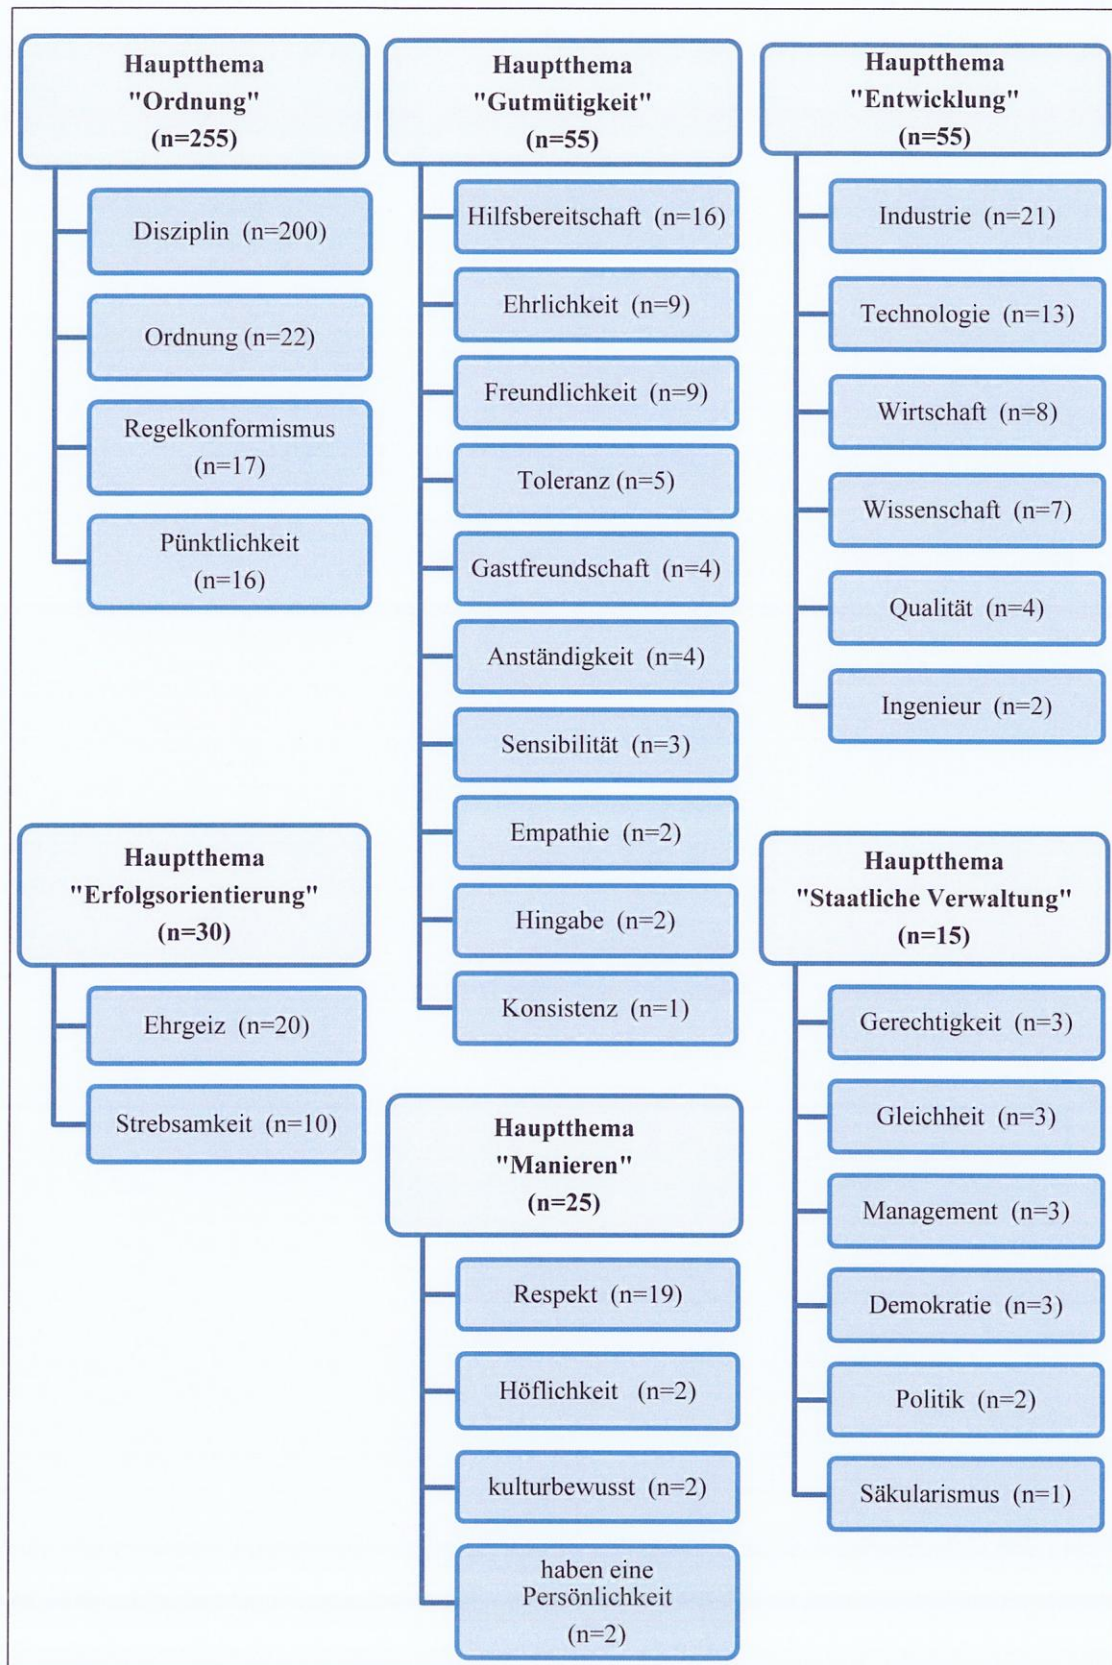 Hauptthema
"Ordnung"
(n=255)
Disziplin (n=200)
Ordnung (n=22)
Regelkonformismus
(n=17)
Pünktlichkeit
(n=16)
Hauptthema
"Gutmütigkeit"
(n=55)
Hilfsbereitschaft (n=16)
Ehrlichkeit (n=9)
Freundlichkeit (n=9)
Toleranz (n=5)
Gastfreundschaft (n=4)
Anständigkeit (n=4)
Sensibilität (n=3)
Empathie (n=2)
Hingabe (n=2)
Konsistenz (n=1)
Hauptthema
"Entwicklung"
(n=55)
Industrie (n=21)
Technologie (n=13)
Wirtschaft (n=8)
Wissenschaft (n=7)
Qualität (n=4)
Ingenieur (n=2)
Hauptthema
"Erfolgsorientierung"
(n=30)
Ehrgeiz (n=20)
Strebsamkeit (n=10)
Hauptthema
"Manieren"
(n=25)
Respekt (n=19)
Höflichkeit (n=2)
kulturbewusst (n=2)
haben eine
Persönlichkeit
(n=2)
Hauptthema
"Staatliche Verwaltung"
(n=15)
Gerechtigkeit (n=3)
Gleichheit (n=3)
Management (n=3)
Demokratie (n=3)
Politik (n=2)
Säkularismus (n=1)